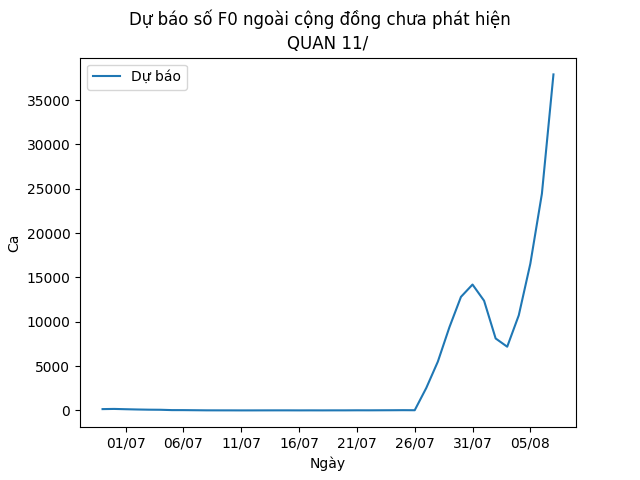 Dự báo số F0 ngoài cộng đồng chưa phát hiện
QUAN 11/
Dự báo
35000
30000
25000
20000
15000
10000
5000
0
Ca
01/07 06/07 11/07 16/07 21/07 26/07 31/07 05/08
Ngày